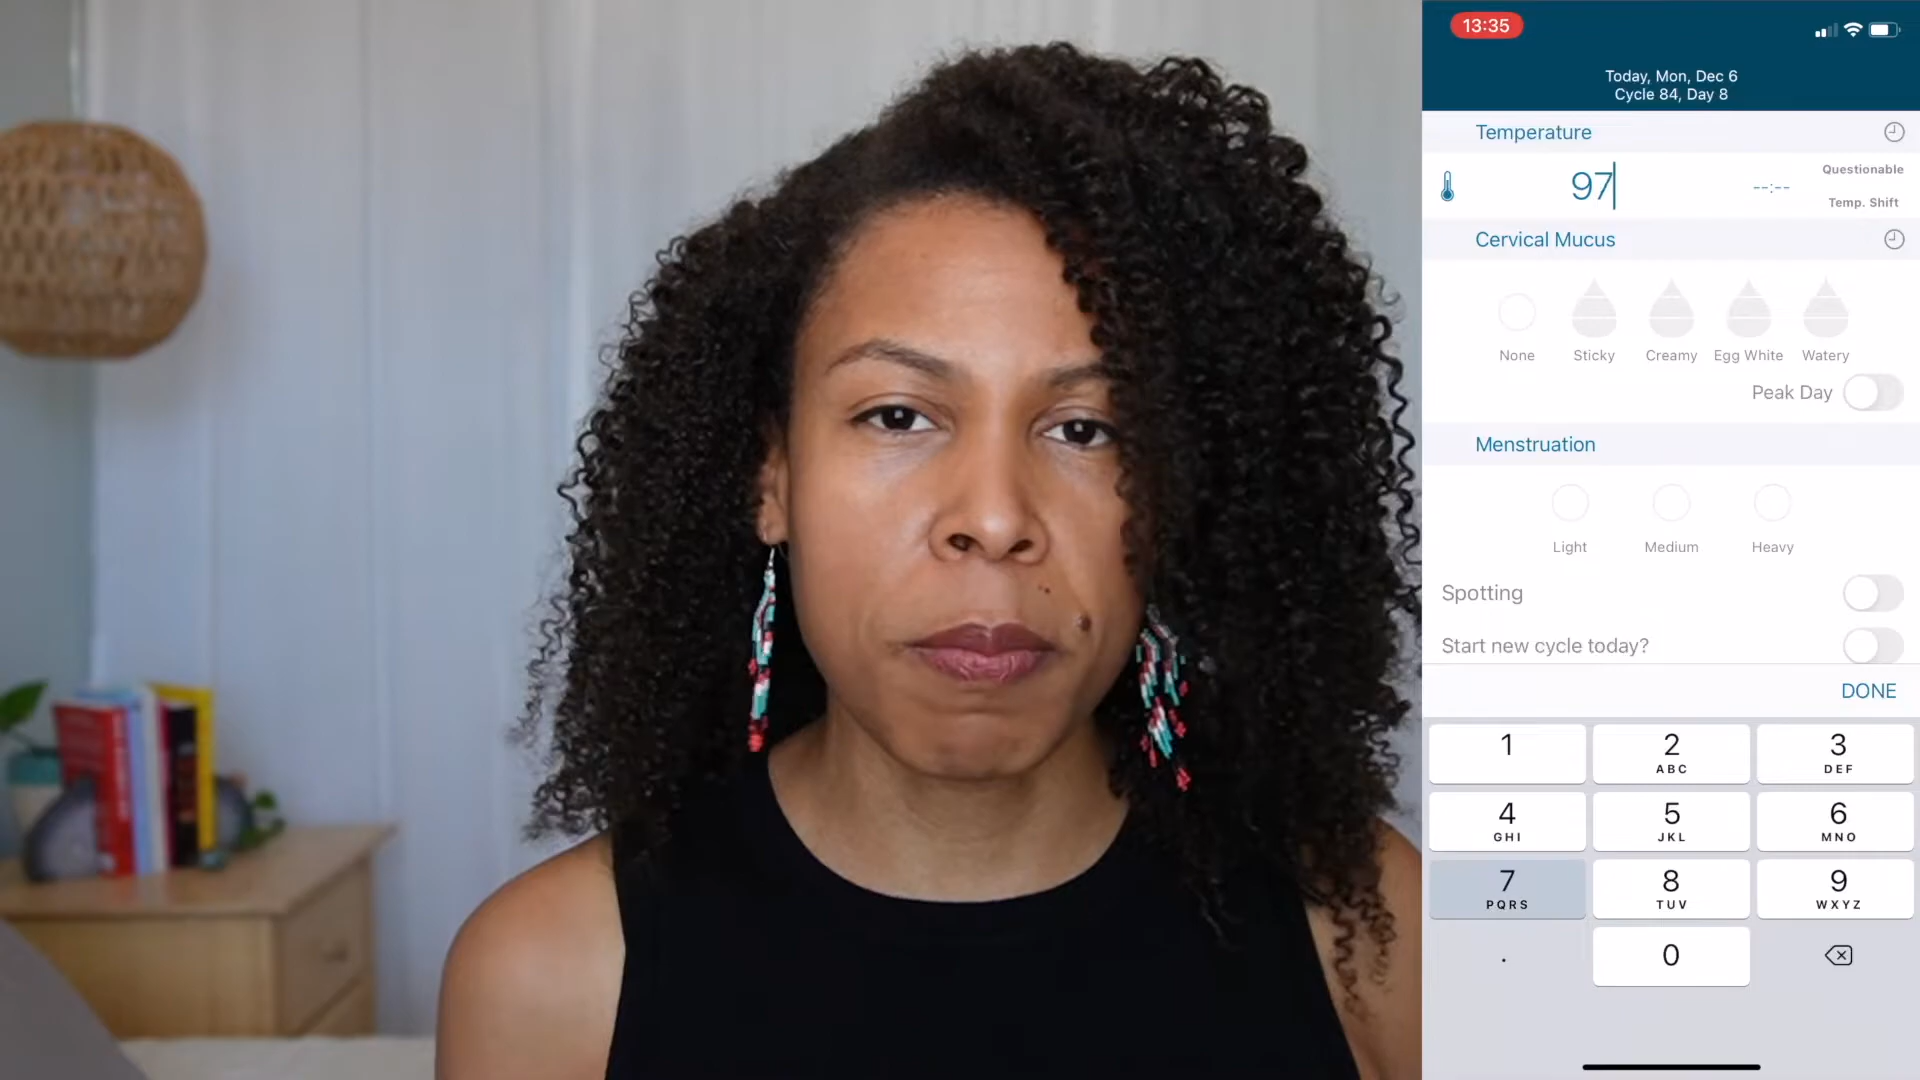 13:35
Today, Mon, Dec 6
Cycle 84, Day 8
Temperature
97
--:--
Questionable
Temp. Shift
Cervical Mucus
None Sticky Creamy Egg White Watery
Peak Day
Menstruation
Light Medium Heavy
Spotting
Start new cycle today?
DONE
1 2 3
ABC DEF
4 5 6
GHI JKL MNO
7 8 9
PQRS TUV WXYZ
. 0